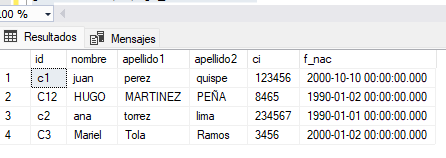 00 %
Resultados Mensajes
id nombre apellido1 apellido2 ci f_nac
1 c1 juan perez quispe 123456 2000-10-10 00:00:00.000
2 C12 HUGO MARTINEZ PEÑA 8465 1990-01-02 00:00:00.000
3 c2 ana torrez lima 234567 1990-01-01 00:00:00.000
4 C3 Mariel Tola Ramos 3456 2000-01-02 00:00:00.000